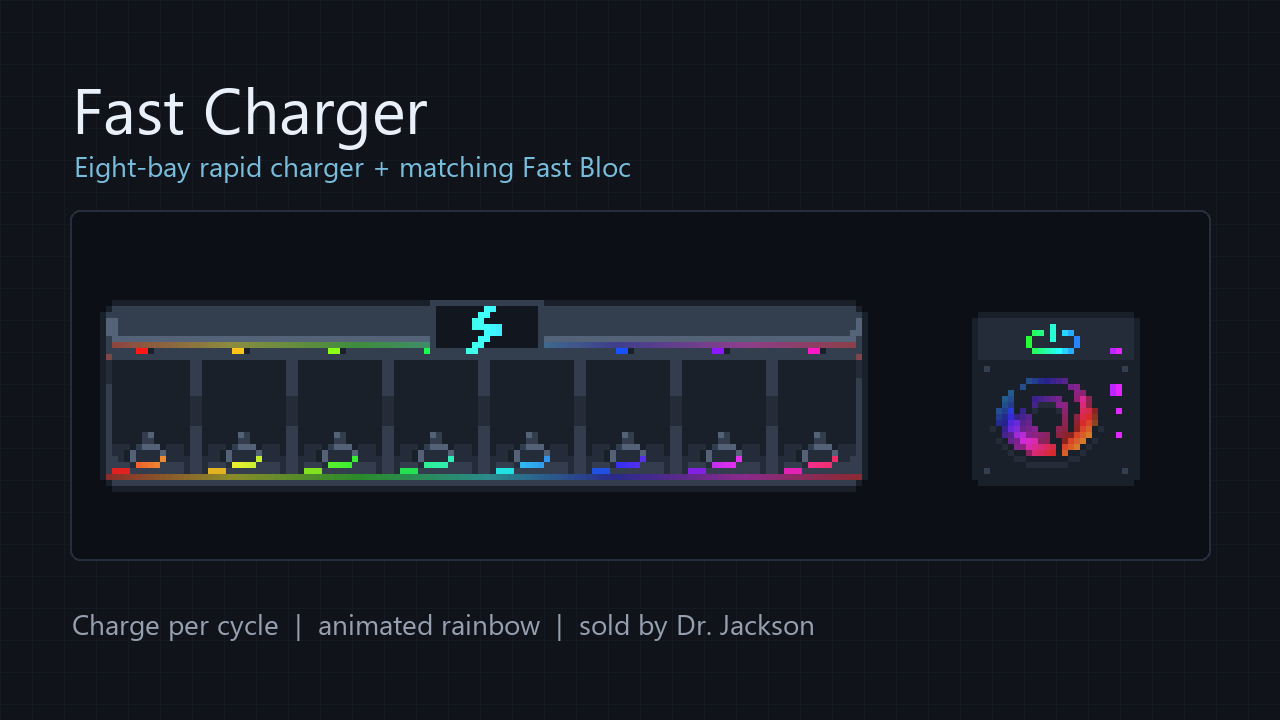 Fast Charger
Eight-bay rapid charger + matching Fast Bloc
Charge per cycle | animated rainbow | sold by Dr. Jackson